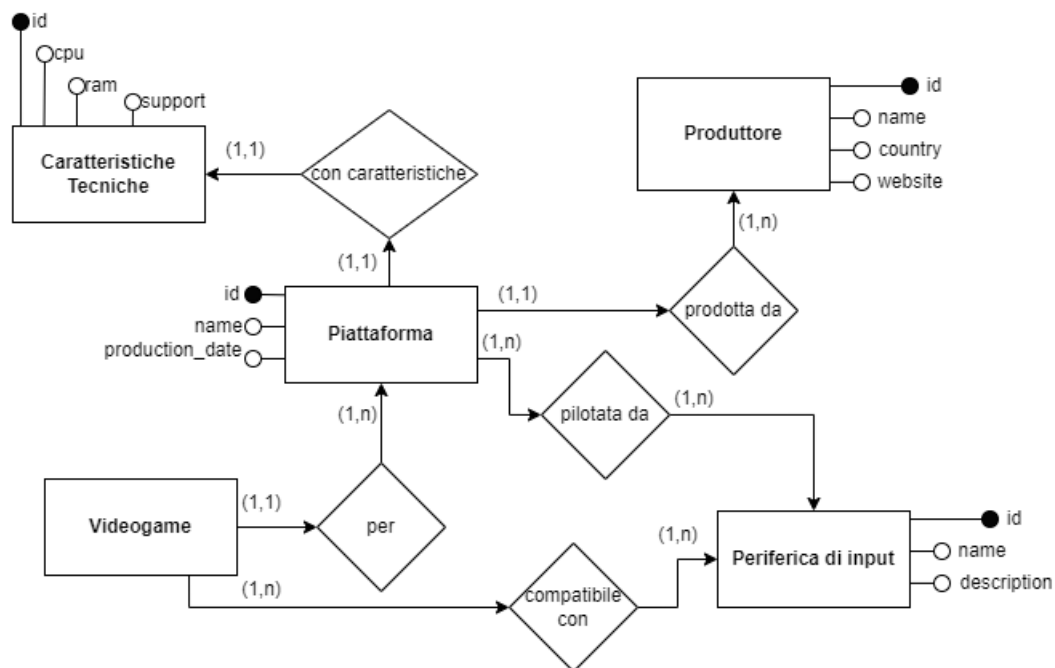 id
cpu
ram
support
Caratteristiche
Tecniche
(1,1)
con caratteristiche
(1,1)
Produttore
id
name
country
website
(1,n)
id
name
production_date
Piattaforma
(1,1)
prodotta da
(1,n)
pilotata da
(1,n)
(1,n)
Videogame
(1,1)
per
(1,n)
compatibile
con
(1,n)
Periferica di input
id
name
description